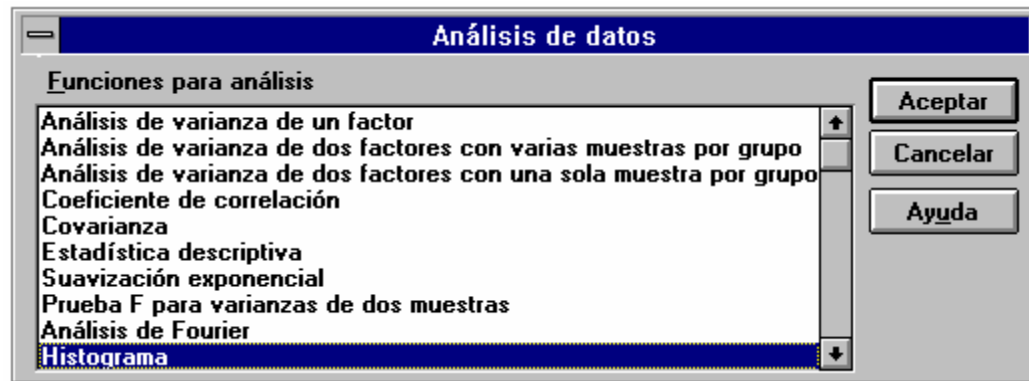 Análisis de datos
Funciones para análisis
Análisis de varianza de un factor
Análisis de varianza de dos factores con varias muestras por grupo
Análisis de varianza de dos factores con una sola muestra por grupo
Coeficiente de correlación
Covarianza
Estadística descriptiva
Suavización exponencial
Prueba F para varianzas de dos muestras
Análisis de Fourier
Histograma
Aceptar
Cancelar
Ayuda